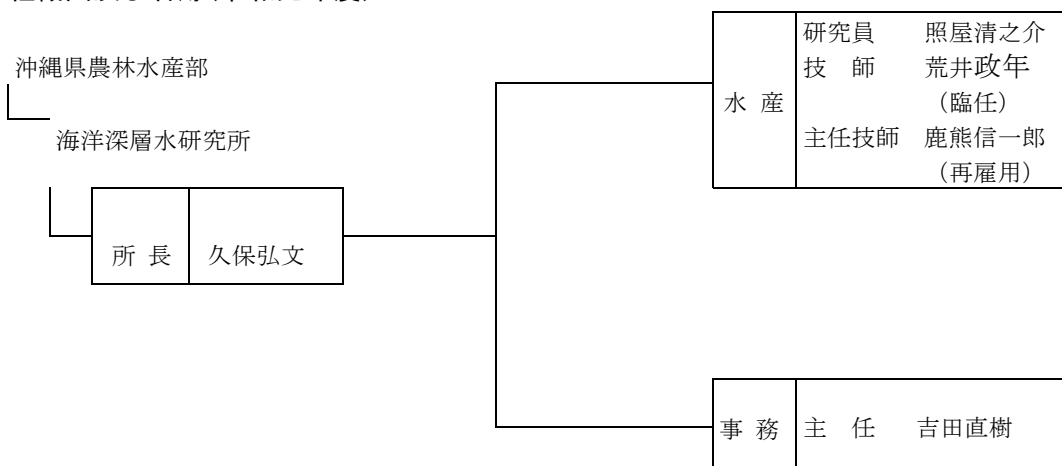 沖縄県農林水産部
海洋深層水研究所
所 長 久保弘文
水 産
研究員 照屋清之介
技 師 荒井政年
(臨任)
主任技師 鹿熊信一郎
(再雇用)
事 務 主 任 吉田直樹